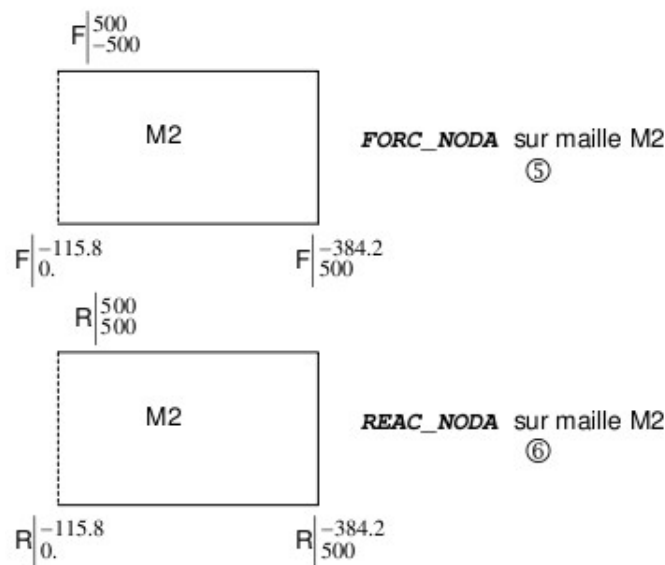 F 500
-500
M2
FORC_NODA sur maille M2
⑤
F -115.8
0.
F -384.2
500
R 500
500
M2
REAC_NODA sur maille M2
⑥
R -115.8
0.
R -384.2
500